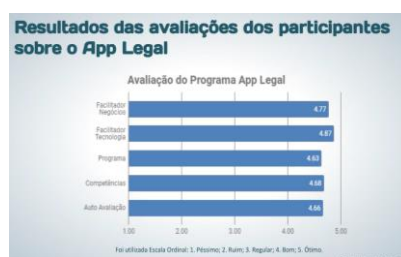 Resultados das avaliações dos participantes
sobre o App Legal
Avaliação do Programa App Legal
Facilitador
Negócios
4.77
Facilitador
Tecnologia
4.87
Programa
4.63
Competências
4.68
Auto Avaliação
4.66
1.00 2.00 3.00 4.00 5.00
Foi utilizada Escala Ordinal: 1. Péssimo; 2. Ruim; 3. Regular; 4. Bom; 5. Ótimo.